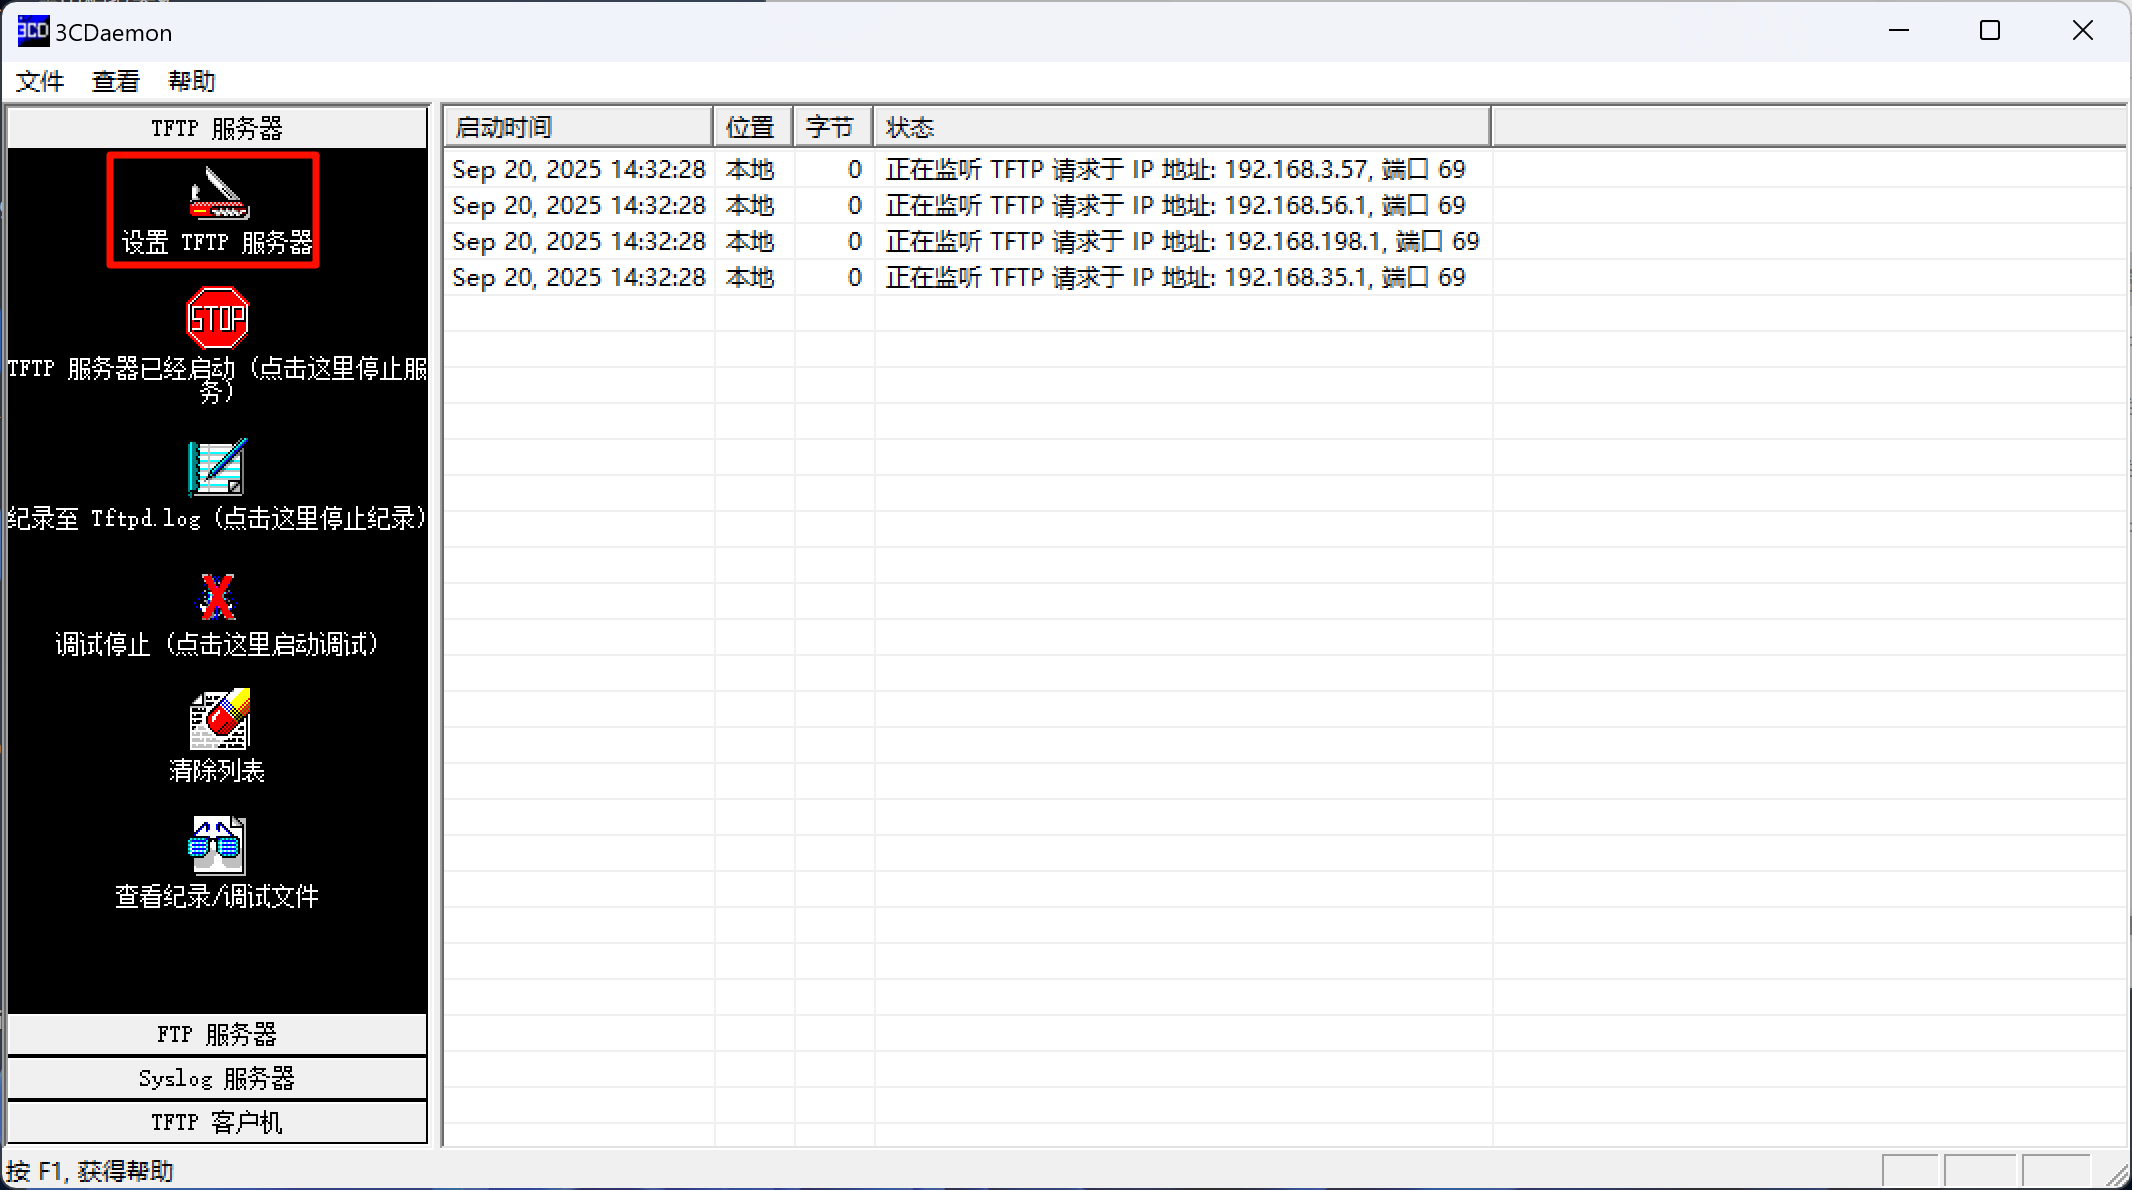 3CD 3CDaemon
文件 查看 帮助
TFTP 服务器
设置 TFTP 服务器
STOP
TFTP 服务器已经启动 (点击这里停止服
务)
纪录至 Tftpd.log (点击这里停止纪录)
调试停止 (点击这里启动调试)
清除列表
查看纪录/调试文件
FTP 服务器
Syslog 服务器
TFTP 客户机
启动时间 位置 字节 状态
Sep 20, 2025 14:32:28 本地 0 正在监听 TFTP 请求于 IP 地址: 192.168.3.57, 端口 69
Sep 20, 2025 14:32:28 本地 0 正在监听 TFTP 请求于 IP 地址: 192.168.56.1, 端口 69
Sep 20, 2025 14:32:28 本地 0 正在监听 TFTP 请求于 IP 地址: 192.168.198.1, 端口 69
Sep 20, 2025 14:32:28 本地 0 正在监听 TFTP 请求于 IP 地址: 192.168.35.1, 端口 69
按 F1, 获得帮助